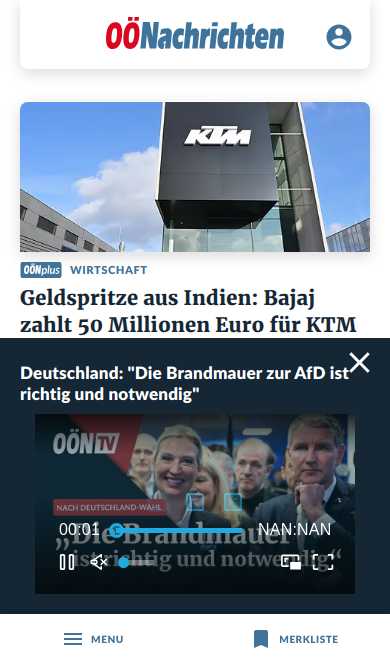 OÖNachrichten
KTM
OÖNplus WIRTSCHAFT
Geldspritze aus Indien: Bajaj
zahlt 50 Millionen Euro für KTM
Deutschland: "Die Brandmauer zur AfD ist
richtig und notwendig"
OÖN TV
NACH DEUTSCHLAND-WAHL
00:01 NAN:NAN
„Die Brandmauer
ist richtig und notwendig“
MENU MERKLISTE